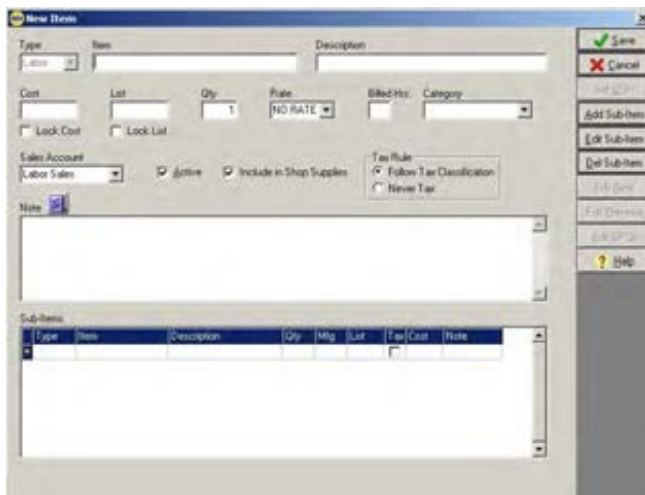 New Item
Type Item Description
Labor
Save
Cancel
Cost List Qty Rate Billed Hrs Category
1 NO RATE
Lock Cost Lock List
Add Sub-Item
Edit Sub-Item
Del Sub-Item
Sales Account
Labor Sales
Active Include in Shop Supplies
Tax Rule
Follow Tax Classification
Never Tax
Note
Help
Sub-Items
Type Item Description Qty Mfg List Tax Cost Note